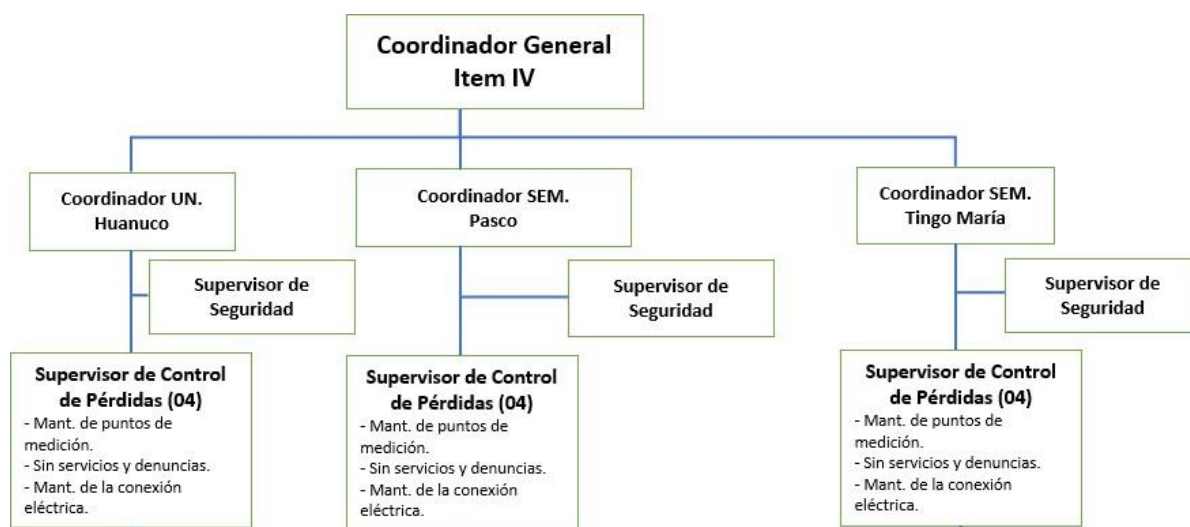 Coordinador General
Item IV
Coordinador UN.
Huanuco
Coordinador SEM.
Pasco
Coordinador SEM.
Tingo María
Supervisor de
Seguridad
Supervisor de
Seguridad
Supervisor de
Seguridad
Supervisor de Control
de Pérdidas (04)
- Mant. de puntos de
medición.
- Sin servicios y denuncias.
- Mant. de la conexión
eléctrica.
Supervisor de Control
de Pérdidas (04)
- Mant. de puntos de
medición.
- Sin servicios y denuncias.
- Mant. de la conexión
eléctrica.
Supervisor de Control
de Pérdidas (04)
- Mant. de puntos de
medición.
- Sin servicios y denuncias.
- Mant. de la conexión
eléctrica.